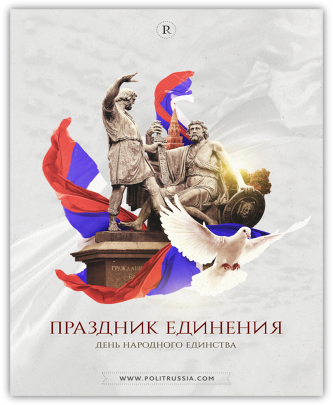 R
ПРАЗДНИК ЕДИНЕНИЯ
ДЕНЬ НАРОДНОГО ЕДИНСТВА
WWW.POLITRUSSIA.COM